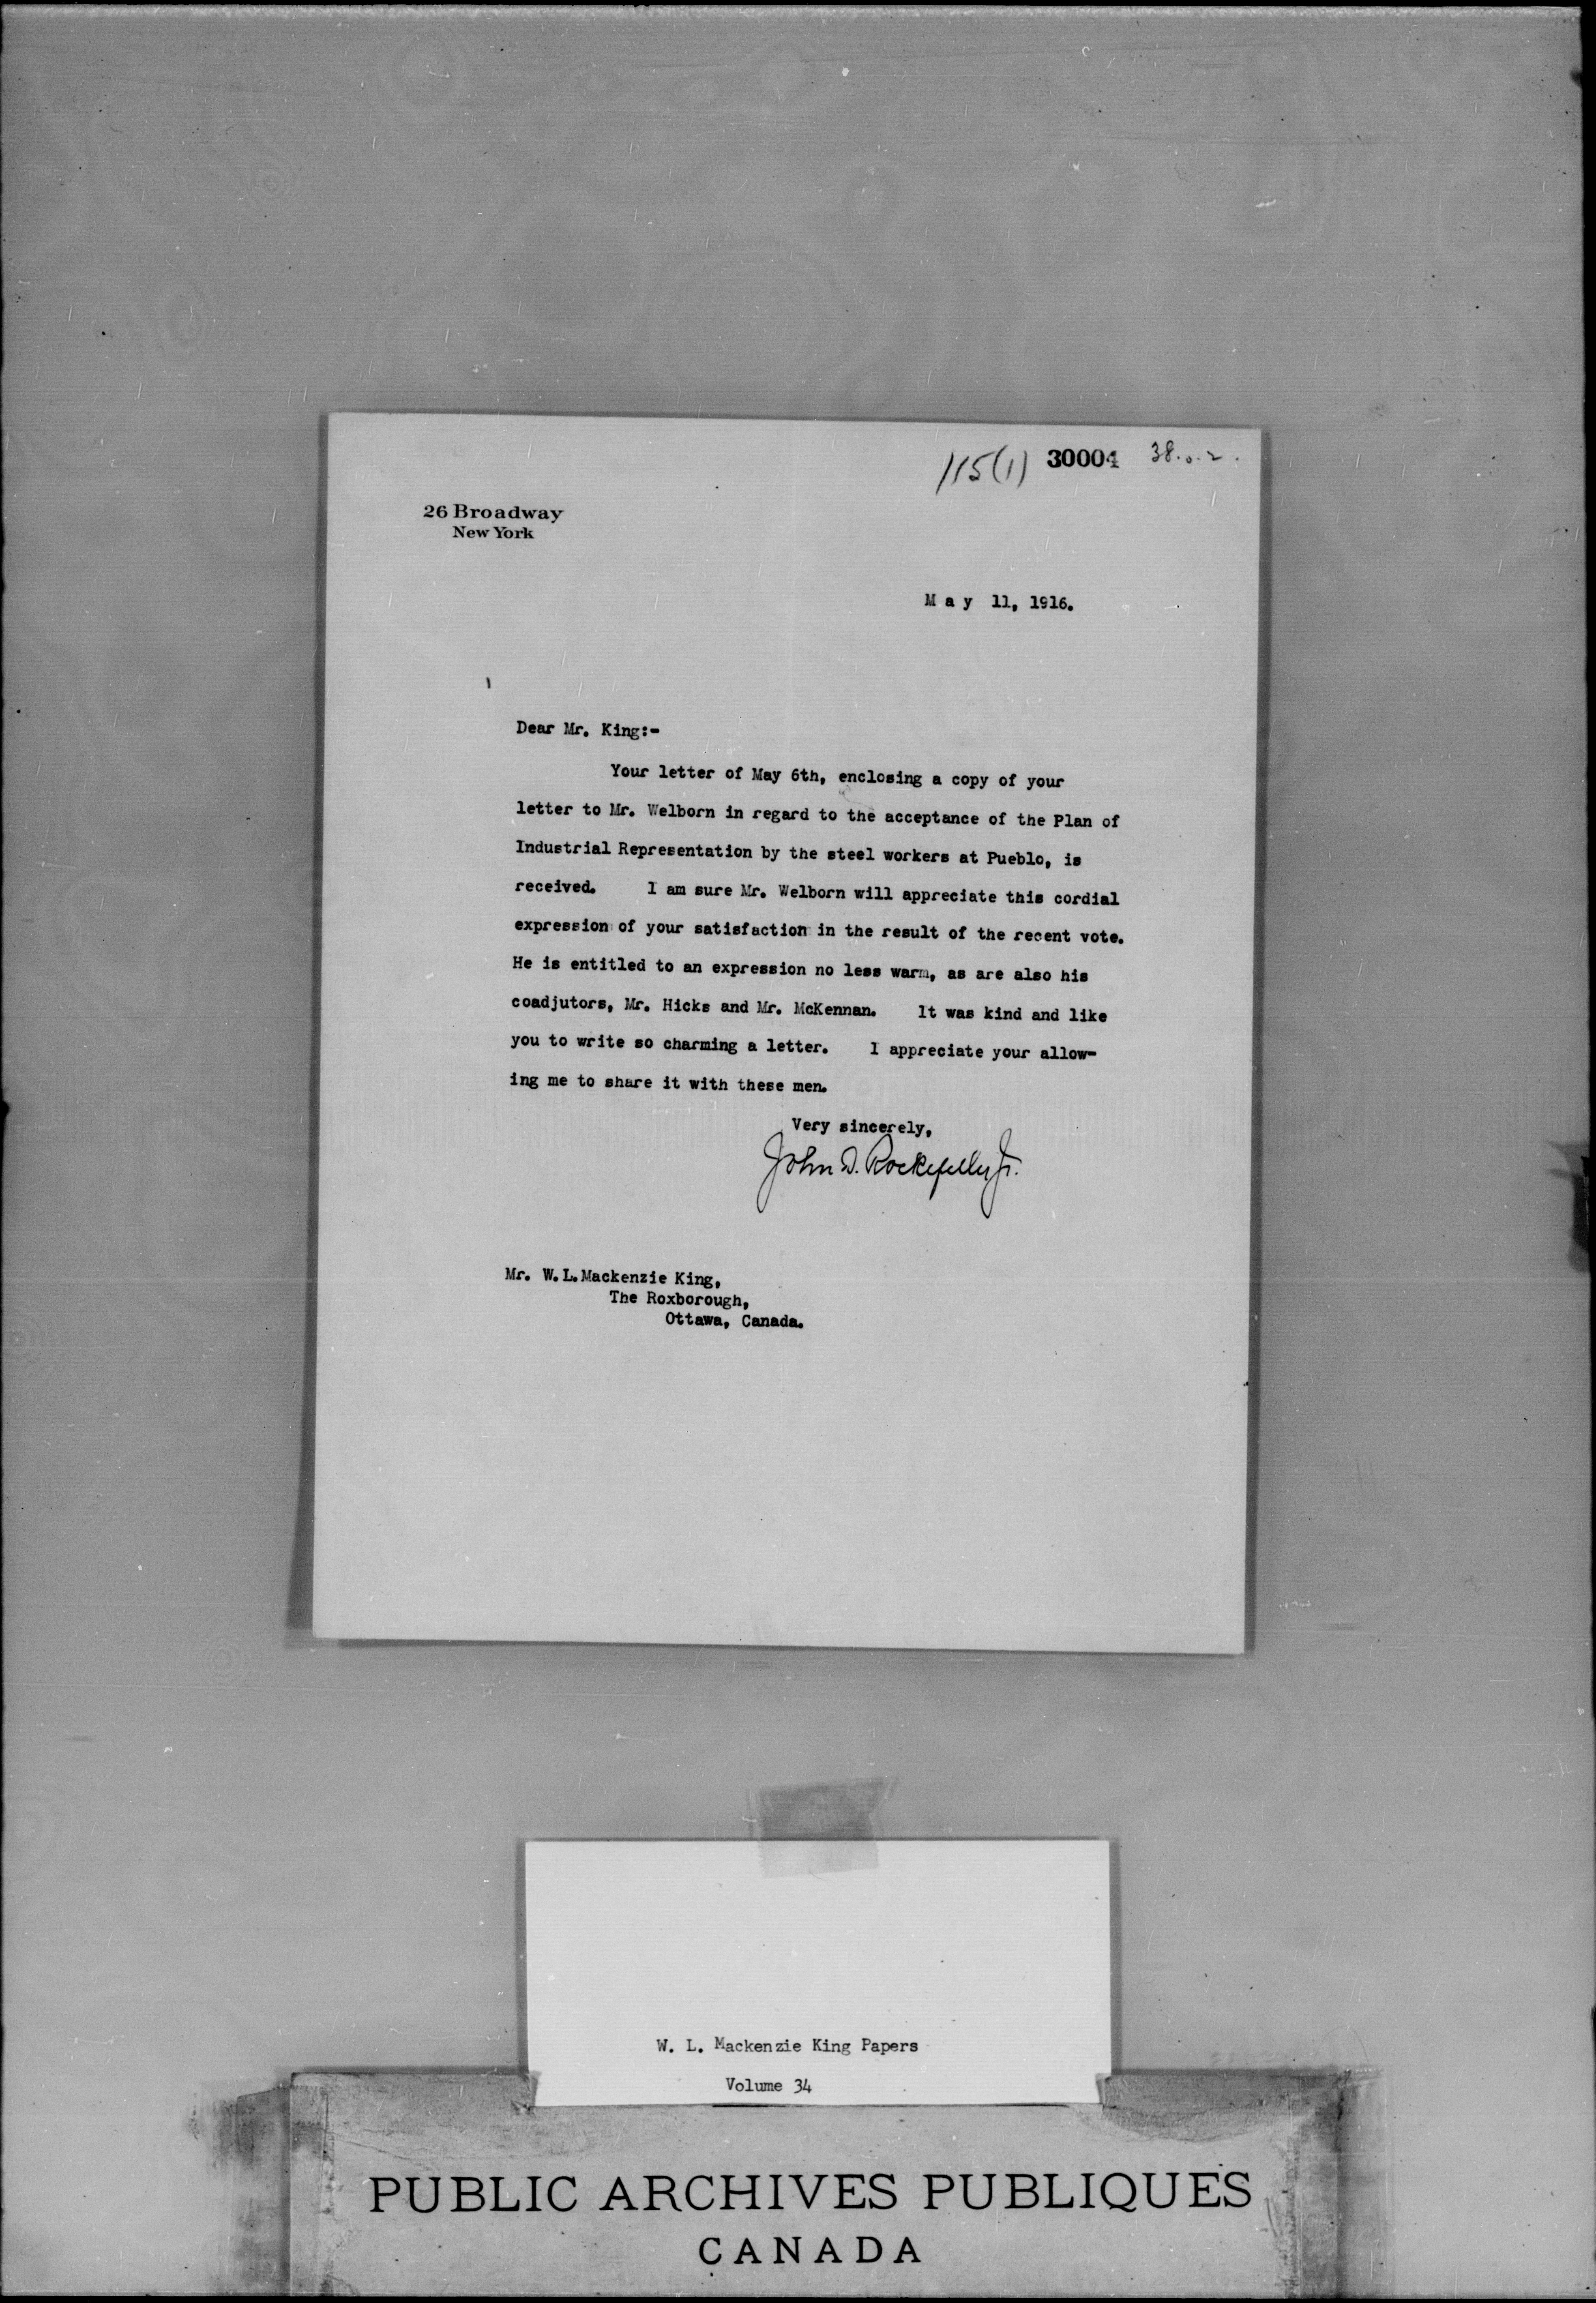 115(1) 30004
26 Broadway
New York
May 11, 1916.
Dear Mr. King:-
Your letter of May 6th, enclosing a copy of your
letter to Mr. Welborn in regard to the acceptance of the Plan of
Industrial Representation by the steel workers at Pueblo, is
received. I am sure Mr. Welborn will appreciate this cordial
expression of your satisfaction in the result of the recent vote.
He is entitled to an expression no less warm, as are also his
coadjutors, Mr. Hicks and Mr. McKennan. It was kind and like
you to write so charming a letter. I appreciate your allow-
ing me to share it with these men.
Very sincerely,
John D. Rockefeller Jr.
Mr. W. L. Mackenzie King,
The Roxborough,
Ottawa, Canada.
W. L. Mackenzie King Papers
Volume 34
PUBLIC ARCHIVES PUBLIQUES
CANADA